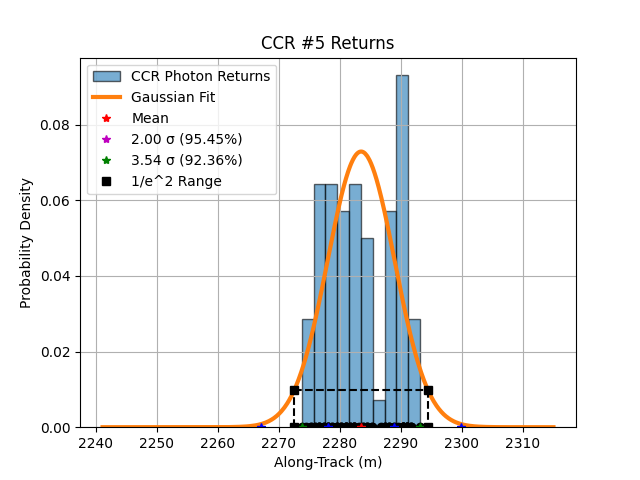 CCR #5 Returns
CCR Photon Returns
Gaussian Fit
Mean
2.00 σ (95.45%)
3.54 σ (92.36%)
1/e^2 Range
Probability Density
0.08
0.06
0.04
0.02
0.00
2240 2250 2260 2270 2280 2290 2300 2310
Along-Track (m)